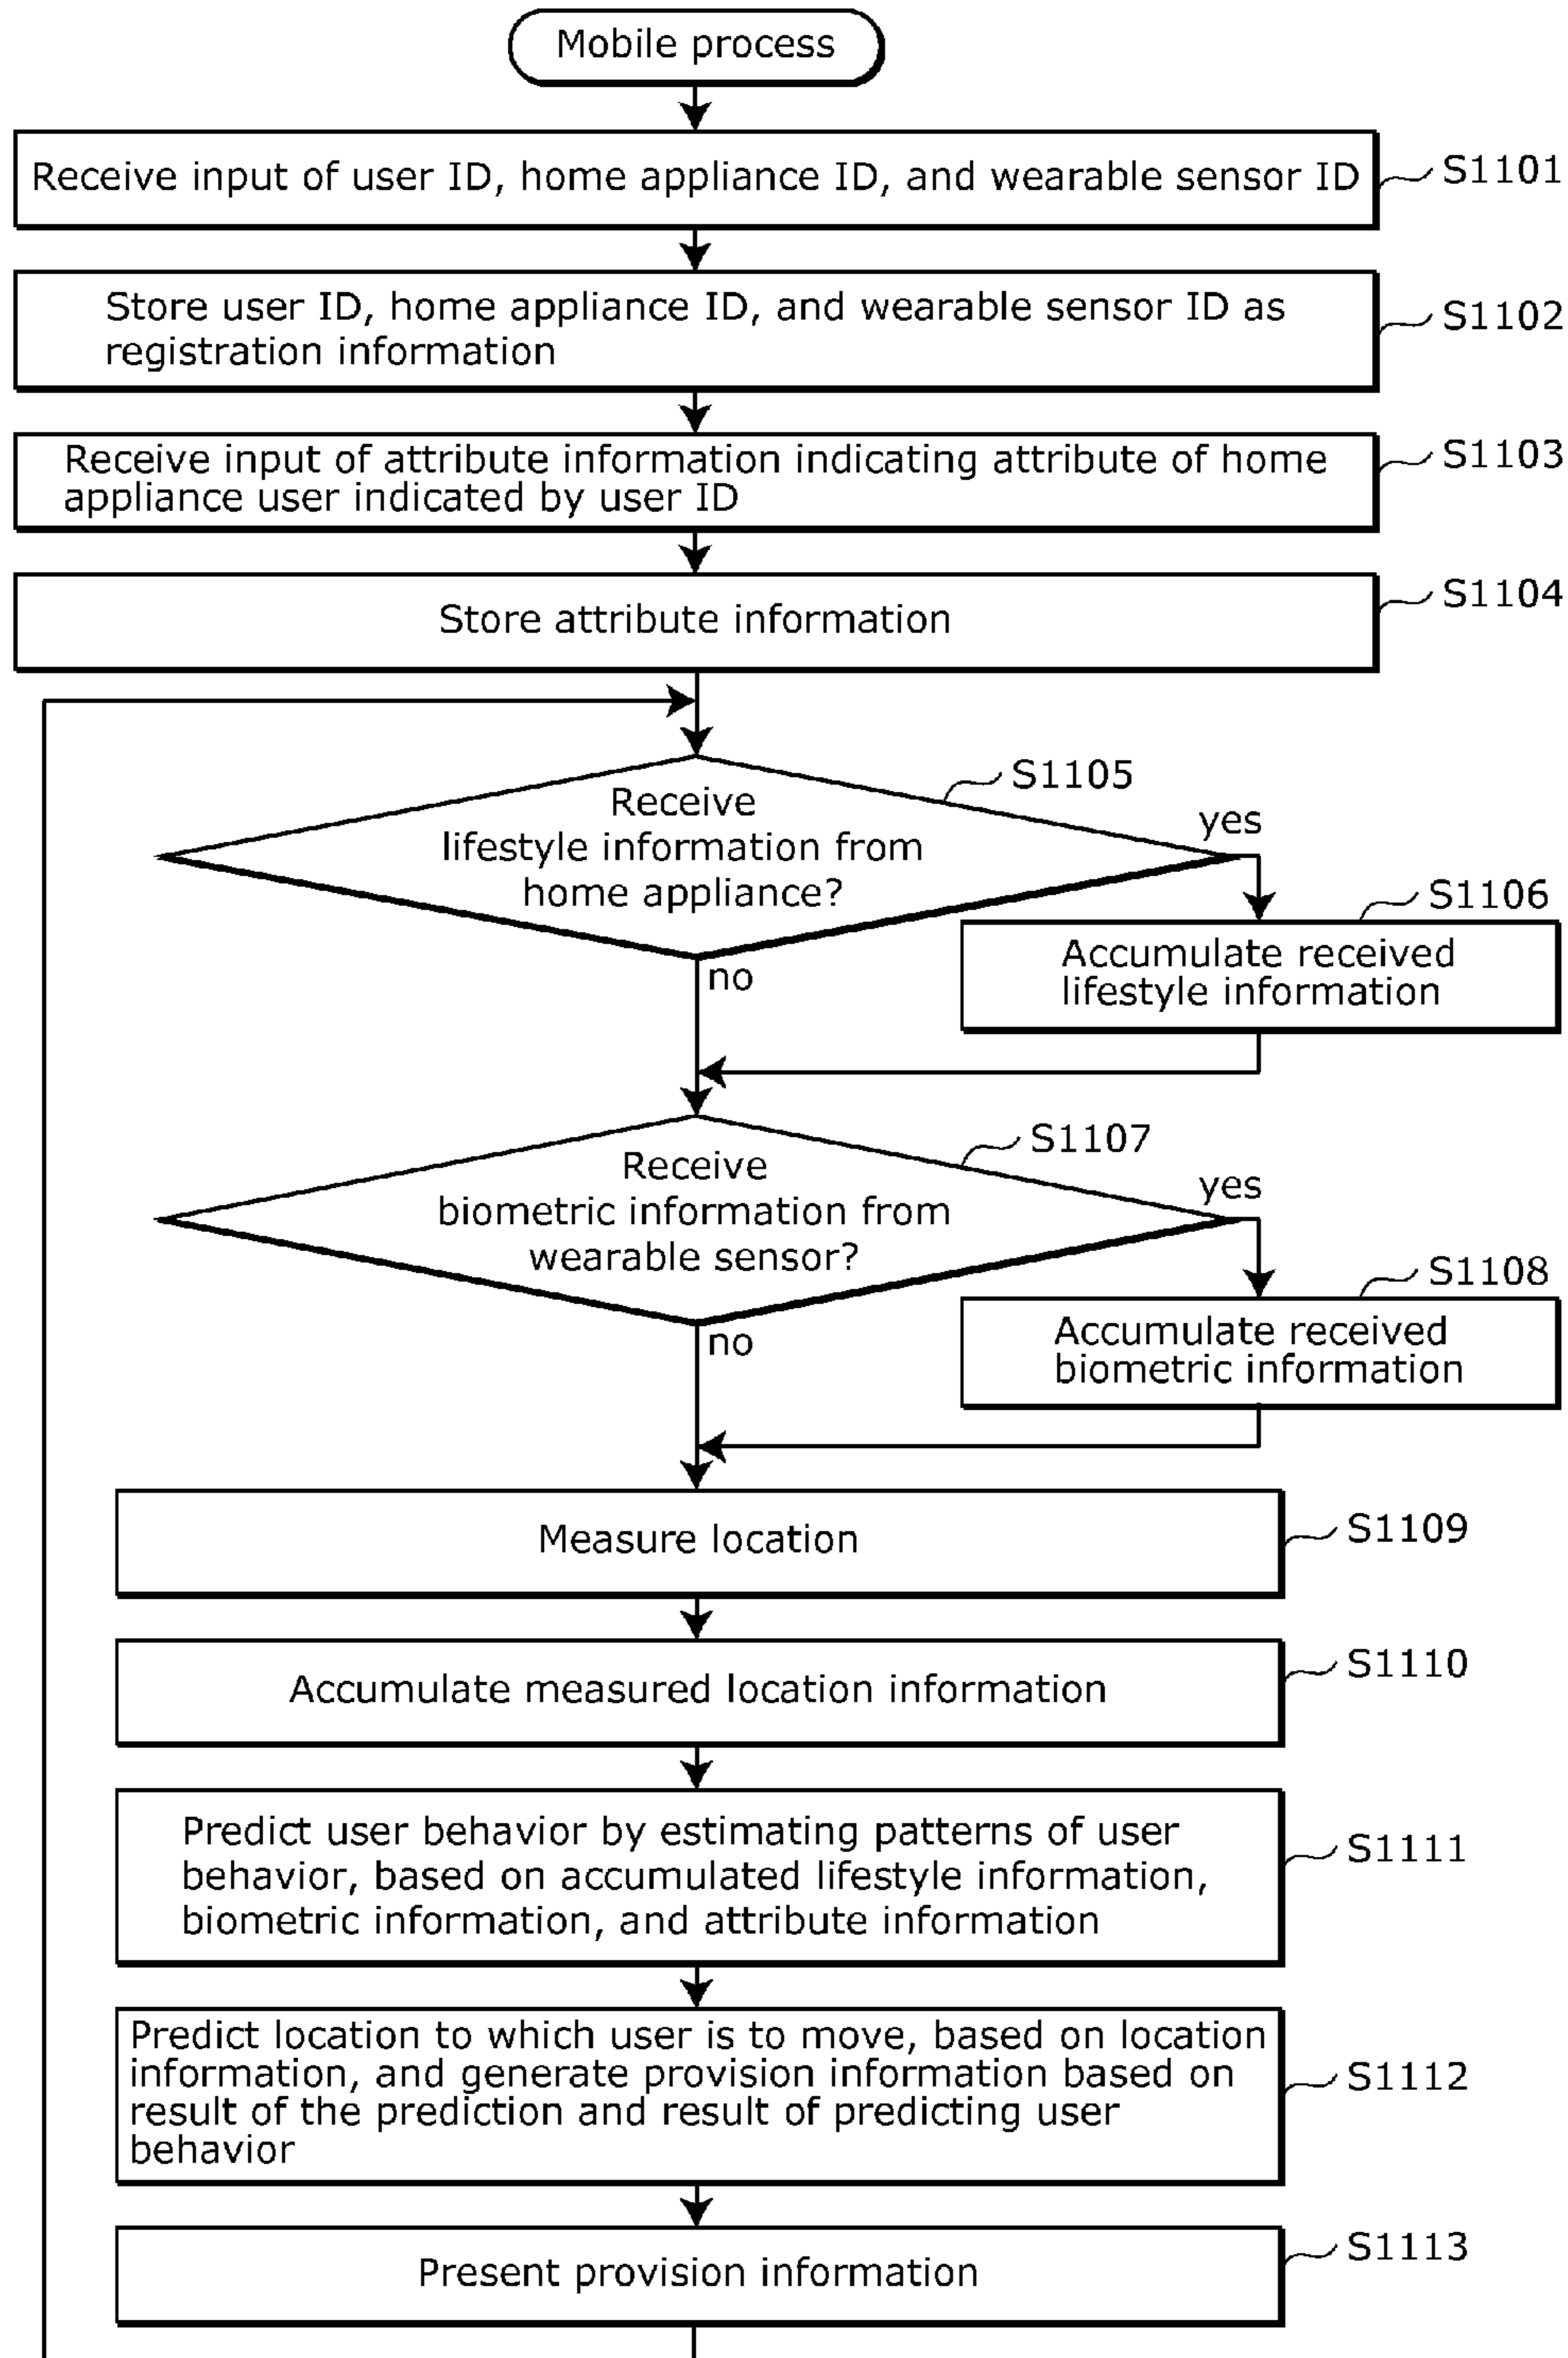 Mobile process
Receive input of user ID, home appliance ID, and wearable sensor ID
S1101
Store user ID, home appliance ID, and wearable sensor ID as
registration information
S1102
Receive input of attribute information indicating attribute of home
appliance user indicated by user ID
S1103
Store attribute information
S1104
Receive
lifestyle information from
home appliance?
S1105
yes
no
Accumulate received
lifestyle information
S1106
Receive
biometric information from
wearable sensor?
S1107
yes
no
Accumulate received
biometric information
S1108
Measure location
S1109
Accumulate measured location information
S1110
Predict user behavior by estimating patterns of user
behavior, based on accumulated lifestyle information,
biometric information, and attribute information
S1111
Predict location to which user is to move, based on location
information, and generate provision information based on
result of the prediction and result of predicting user
behavior
S1112
Present provision information
S1113